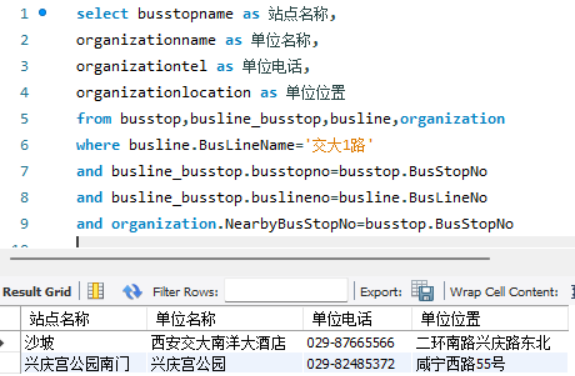 1 select busstopname as 站点名称,
2 organizationname as 单位名称,
3 organizationtel as 单位电话,
4 organizationlocation as 单位位置
5 from busstop,busline_busstop,busline,organization
6 where busline.BusLineName='交大1路'
7 and busline_busstop.busstopno=busstop.BusStopNo
8 and busline_busstop.buslineno=busline.BusLineNo
9 and organization.NearbyBusStopNo=busstop.BusStopNo
Result Grid Filter Rows: Export: Wrap Cell Content:
站点名称 单位名称 单位电话 单位位置
沙坡 西安交大南洋大酒店 029-87665566 二环南路兴庆路东北
兴庆宫公园南门 兴庆宫公园 029-82485372 咸宁西路55号